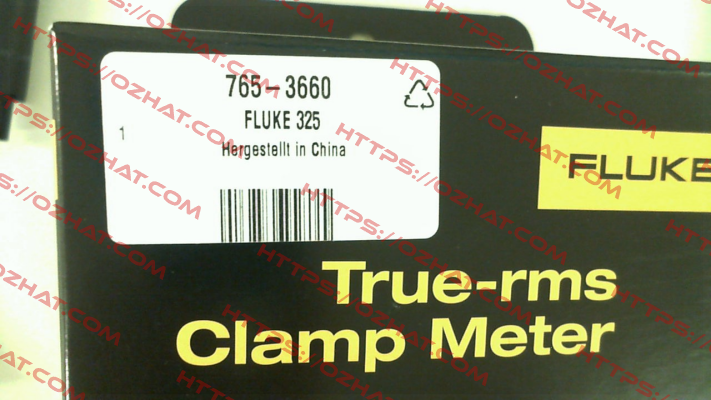 765-3660
FLUKE 325
1
Hergestellt in China
FLUKE
True-rms
Clamp Meter
HTTPS://OZHAT.COM